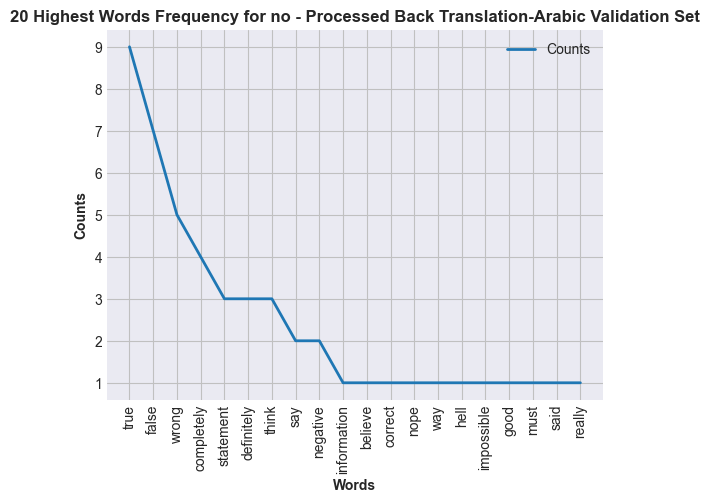 20 Highest Words Frequency for no - Processed Back Translation-Arabic Validation Set
Counts
Counts
9
8
7
6
5
4
3
2
1
true
false
wrong
completely
statement
definitely
think
say
negative
information
believe
correct
nope
way
hell
impossible
good
must
said
really
Words